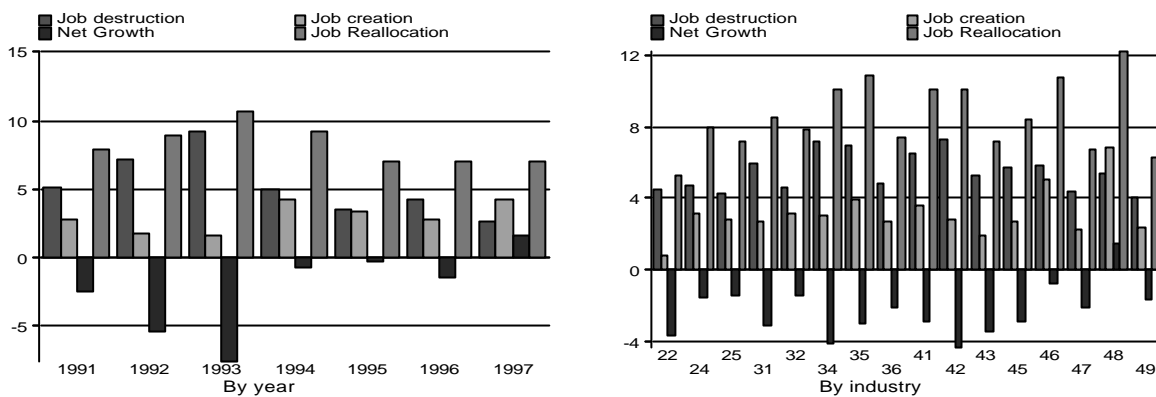 Job destruction Job creation
Net Growth Job Reallocation
15
10
5
0
-5
1991 1992 1993 1994 1995 1996 1997
By year
Job destruction Job creation
Net Growth Job Reallocation
12
8
4
0
-4
22 25 32 35 41 43 46 48
24 31 34 36 42 45 47 49
By industry